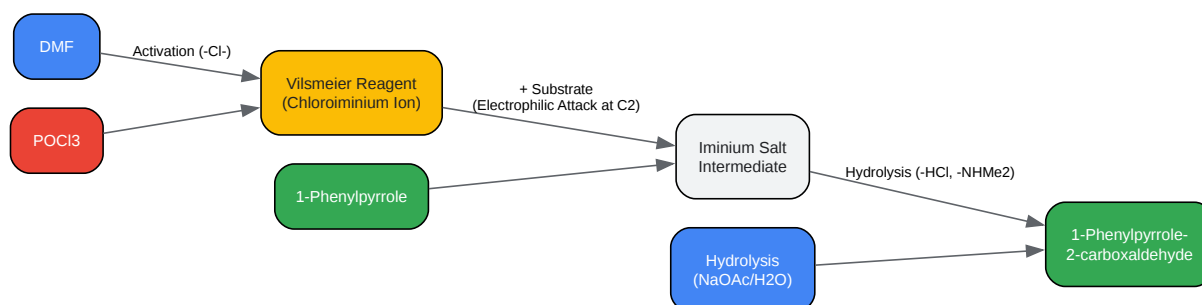 DMF
Activation (-Cl-)
POCl3
Vilsmeier Reagent
(Chloroiminium Ion)
+ Substrate
(Electrophilic Attack at C2)
1-Phenylpyrrole
Iminium Salt
Intermediate
Hydrolysis (-HCl, -NHMe2)
Hydrolysis
(NaOAc/H2O)
1-Phenylpyrrole-
2-carboxaldehyde